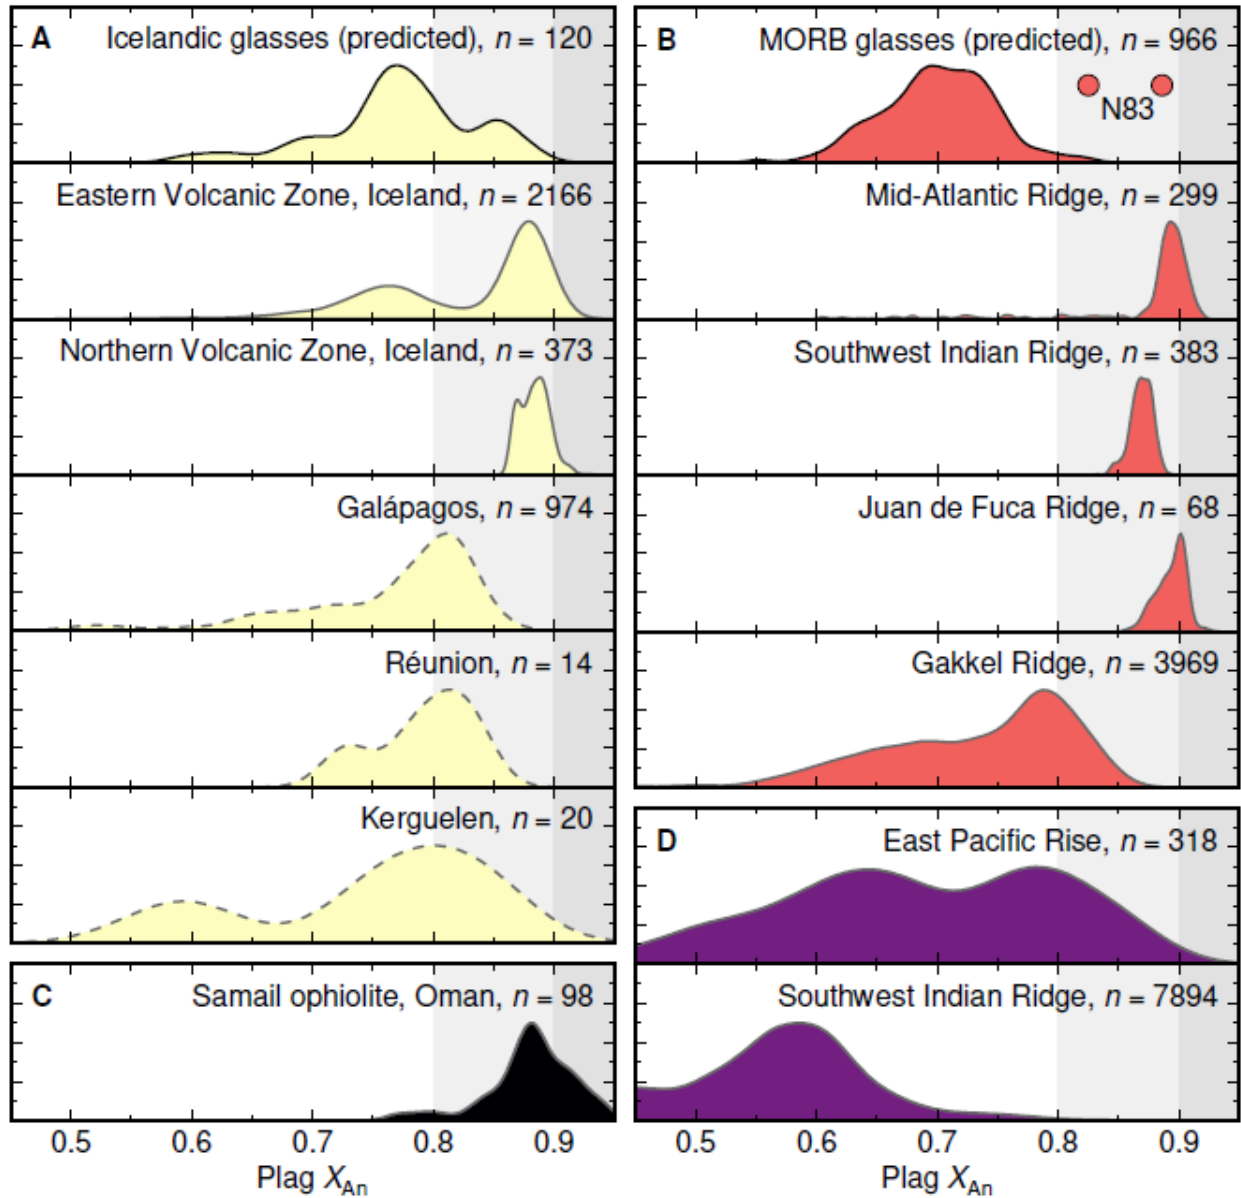 A Icelandic glasses (predicted), n = 120
Eastern Volcanic Zone, Iceland, n = 2166
Northern Volcanic Zone, Iceland, n = 373
Galápagos, n = 974
Réunion, n = 14
Kerguelen, n = 20
C Samail ophiolite, Oman, n = 98
0.5 0.6 0.7 0.8 0.9
Plag XAn
B MORB glasses (predicted), n = 966
N83
Mid-Atlantic Ridge, n = 299
Southwest Indian Ridge, n = 383
Juan de Fuca Ridge, n = 68
Gakkel Ridge, n = 3969
D East Pacific Rise, n = 318
Southwest Indian Ridge, n = 7894
0.5 0.6 0.7 0.8 0.9
Plag XAn